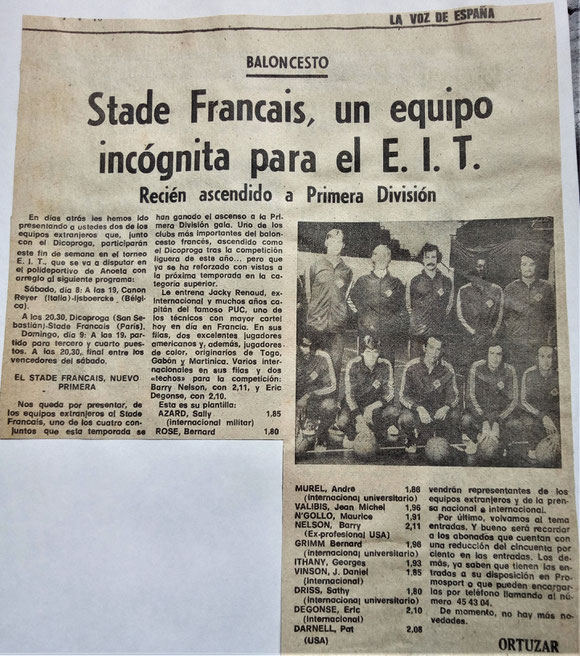 LA VOZ DE ESPAÑA
BALONCESTO
Stade Francais, un equipo
incógnita para el E. I. T.
Recién ascendido a Primera División
En días atrás les hemos ido
presentando a ustedes dos de los
equipos extranjeros que, junto
con el Dicoproga, participarán
este fin de semana en el torneo
E. I. T., que se va a disputar en
el polideportivo de Anoeta con
arreglo al siguiente programa:
Sábado, día 8: A las 19, Canon
Reyer (Italia)-Ijsboercke (Bélgi-
ca).
A las 20,30, Dicoproga (San Se-
bastián)-Stade Francais (París).
Domingo, día 9: A las 19, par-
tido para tercero y cuarto puestos.
A las 20,30, final entre los
vencedores del sábado.
EL STADE FRANCAIS, NUEVO
PRIMERA
Nos queda por presentar, de
los equipos extranjeros al Stade
Francais, uno de los cuatro con-
juntos que esta temporada se
han ganado el ascenso a la Pri-
mera División gala. Uno de los
clubs más importantes del balon-
cesto francés, ascendido como
el Dicoproga tras la competición
liguera de este año... pero que
ya se ha reforzado con vistas a
la próxima temporada en la ca-
tegoría superior.
Le entrena Jacky Renaud, ex-
internacional y muchos años ca-
pitán del famoso PUC, uno de
los técnicos con mayor cartel
hoy en día en Francia. En sus
filas, dos excelentes jugadores
americanos y, además, jugadores
de color, originarios de Togo,
Gabón y Martinica. Varios inter-
nacionales en sus filas y dos
«techos» para la competición:
Barry Nelson, con 2,11, y Eric
Degonse, con 2,10.
Esta es su plantilla:
AZARD, Sally 1,85
(internacional militar)
ROSE, Bernard 1,80
MUREL, Andre 1,86
(internacional universitario)
VALIBIS, Jean Michel 1,96
N'GOLLO, Maurice 1,91
NELSON, Barry 2,11
(Ex-profesional USA)
GRIMM Bernard 1,98
(internacional universitario)
ITHANY, Georges 1,93
VINSON, J. Daniel 1,85
(Internacional)
DRISS, Sathy 1,80
(Internacional universitario)
DEGONSE, Eric 2,10
(Internacional)
DARNELL, Pat 2,08
(USA)
vendrán representantes de los
equipos extranjeros y de la pren-
sa nacional e internacional.
Por último, volvamos al tema
entradas. Y bueno será recordar
a los abonados que cuentan con
una reducción del cincuenta por
ciento en las entradas. Los de-
más, ya saben que tienen las en-
tradas a su disposición en Pro-
mosport o que pueden encargar-
las por teléfono llamando al nú-
mero 45 43 04.
De momento, no hay más no-
vedades.
ORTUZAR